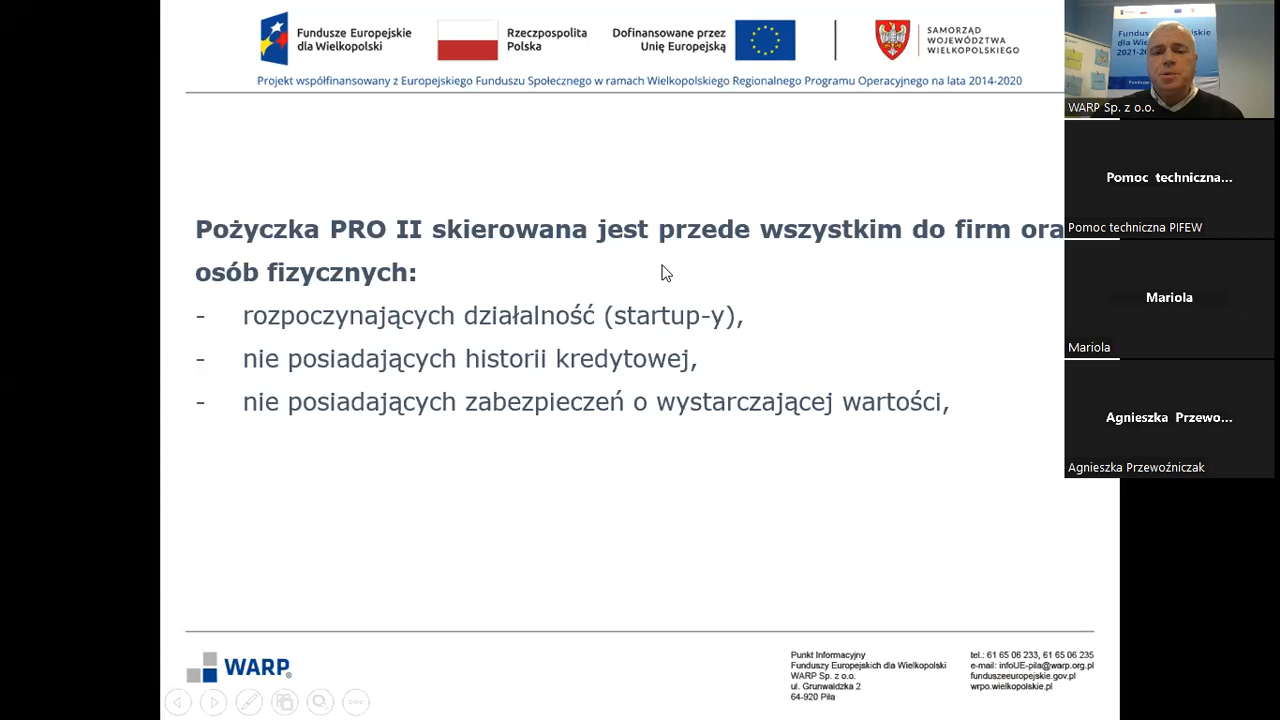 Fundusze Europejskie
dla Wielkopolski
Rzeczpospolita
Polska
Dofinansowane przez
Unię Europejską
SAMORZĄD
WOJEWÓDZTWA
WIELKOPOLSKIEGO
Projekt współfinansowany z Europejskiego Funduszu Społecznego w ramach Wielkopolskiego Regionalnego Programu Operacyjnego na lata 2014-2020
Pożyczka PRO II skierowana jest przede wszystkim do firm ora
osób fizycznych:
- rozpoczynających działalność (startup-y),
- nie posiadających historii kredytowej,
- nie posiadających zabezpieczeń o wystarczającej wartości,
WARP
Punkt Informacyjny
Funduszy Europejskich dla Wielkopolski
WARP Sp. z o.o.
ul. Grunwaldzka 2
64-920 Piła
tel.: 61 65 06 233, 61 65 06 235
e-mail: infoUE-pila@warp.org.pl
funduszeeuropejskie.gov.pl
wrpo.wielkopolskie.pl
WARP Sp. z o.o.
Pomoc techniczna...
Pomoc techniczna PIFEW
Mariola
Mariola
Agnieszka Przewo...
Agnieszka Przewoźniczak